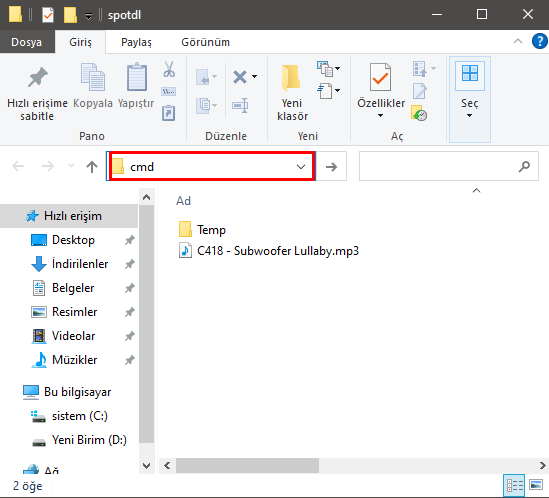 spotdl
Dosya
Giriş
Paylaş
Görünüm
Hızlı erişime
sabitle
Kopyala
Yapıştır
Yeni
klasör
Özellikler
Seç
Pano
Düzenle
Yeni
Aç
cmd
Ad
Hızlı erişim
Desktop
İndirilenler
Belgeler
Resimler
Videolar
Müzikler
Bu bilgisayar
sistem (C:)
Yeni Birim (D:)
Ağ
Temp
C418 - Subwoofer Lullaby.mp3
2 öğe